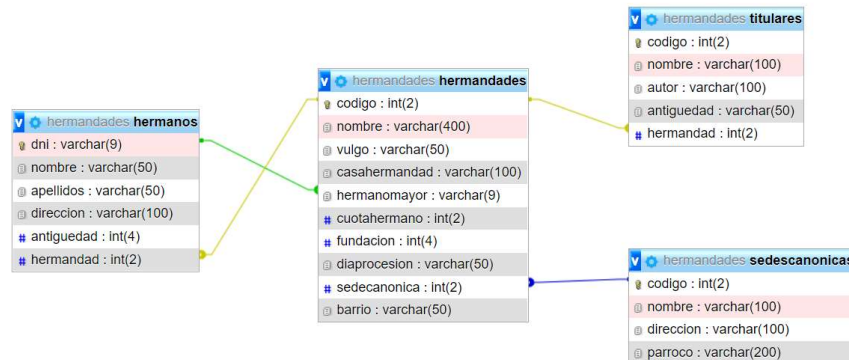 hermandades hermanos
dni : varchar(9)
nombre : varchar(50)
apellidos : varchar(50)
direccion : varchar(100)
antiguedad : int(4)
hermandad : int(2)
hermandades hermandades
codigo : int(2)
nombre : varchar(400)
vulgo : varchar(50)
casahermandad : varchar(100)
hermanomayor : varchar(9)
cuotahermano : int(2)
fundacion : int(4)
diaprocesion : varchar(50)
sedecanonica : int(2)
barrio : varchar(50)
hermandades titulares
codigo : int(2)
nombre : varchar(100)
autor : varchar(100)
antiguedad : varchar(50)
hermandad : int(2)
hermandades sedescanonicas
codigo : int(2)
nombre : varchar(100)
direccion : varchar(100)
parroco : varchar(200)